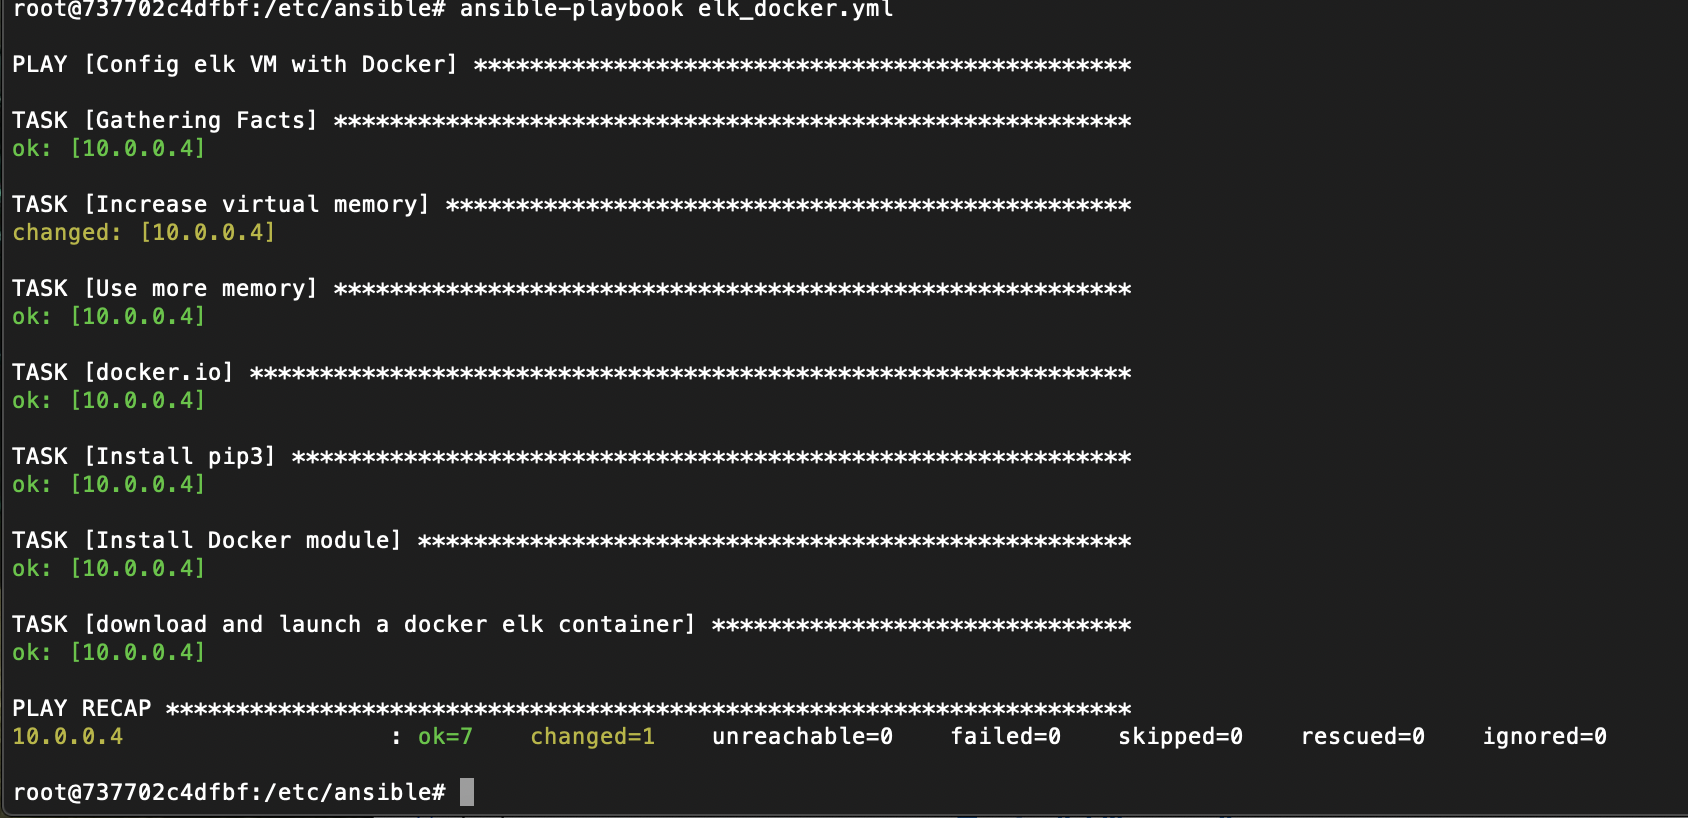 root@737702c4dfbf:/etc/ansible# ansible-playbook elk_docker.yml
PLAY [Config elk VM with Docker] ***********************************************
TASK [Gathering Facts] *********************************************************
ok: [10.0.0.4]
TASK [Increase virtual memory] *************************************************
changed: [10.0.0.4]
TASK [Use more memory] *********************************************************
ok: [10.0.0.4]
TASK [docker.io] ***************************************************************
ok: [10.0.0.4]
TASK [Install pip3] ************************************************************
ok: [10.0.0.4]
TASK [Install Docker module] ***************************************************
ok: [10.0.0.4]
TASK [download and launch a docker elk container] ******************************
ok: [10.0.0.4]
PLAY RECAP *********************************************************************
10.0.0.4                   : ok=7    changed=1    unreachable=0    failed=0    skipped=0    rescued=0    ignored=0
root@737702c4dfbf:/etc/ansible#